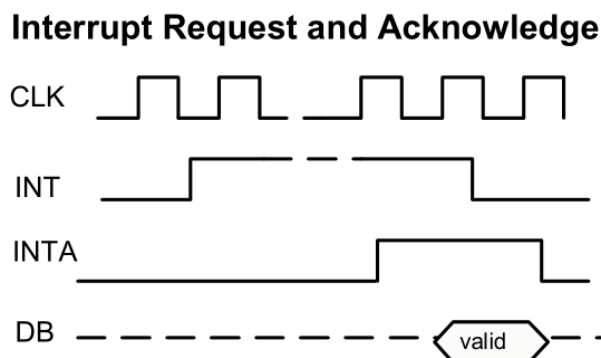 Interrupt Request and Acknowledge
CLK
INT
INTA
DB
valid